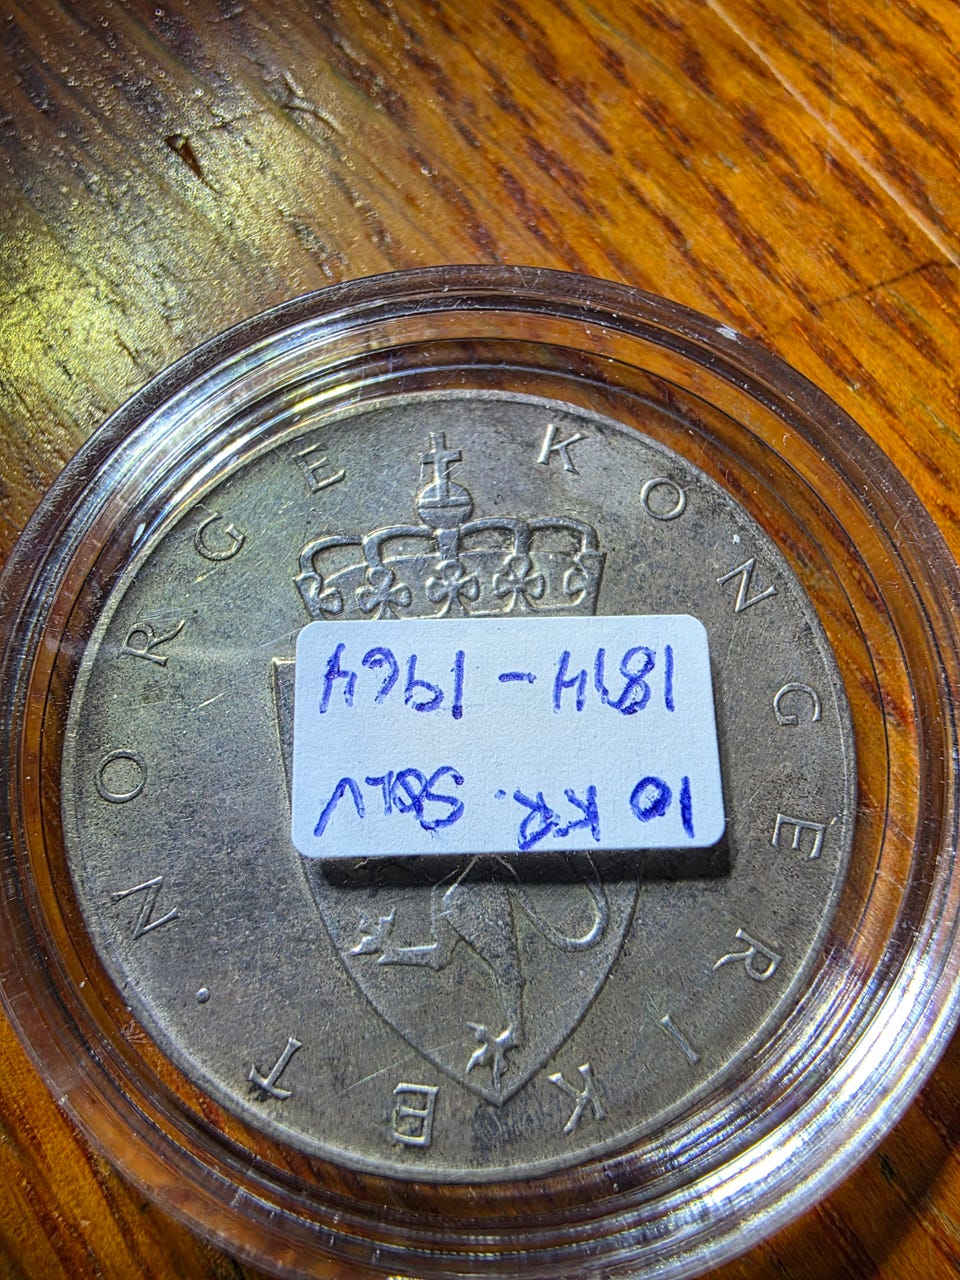 KONGERIKET · NORGE
10 KR. SØLV
1814 - 1964